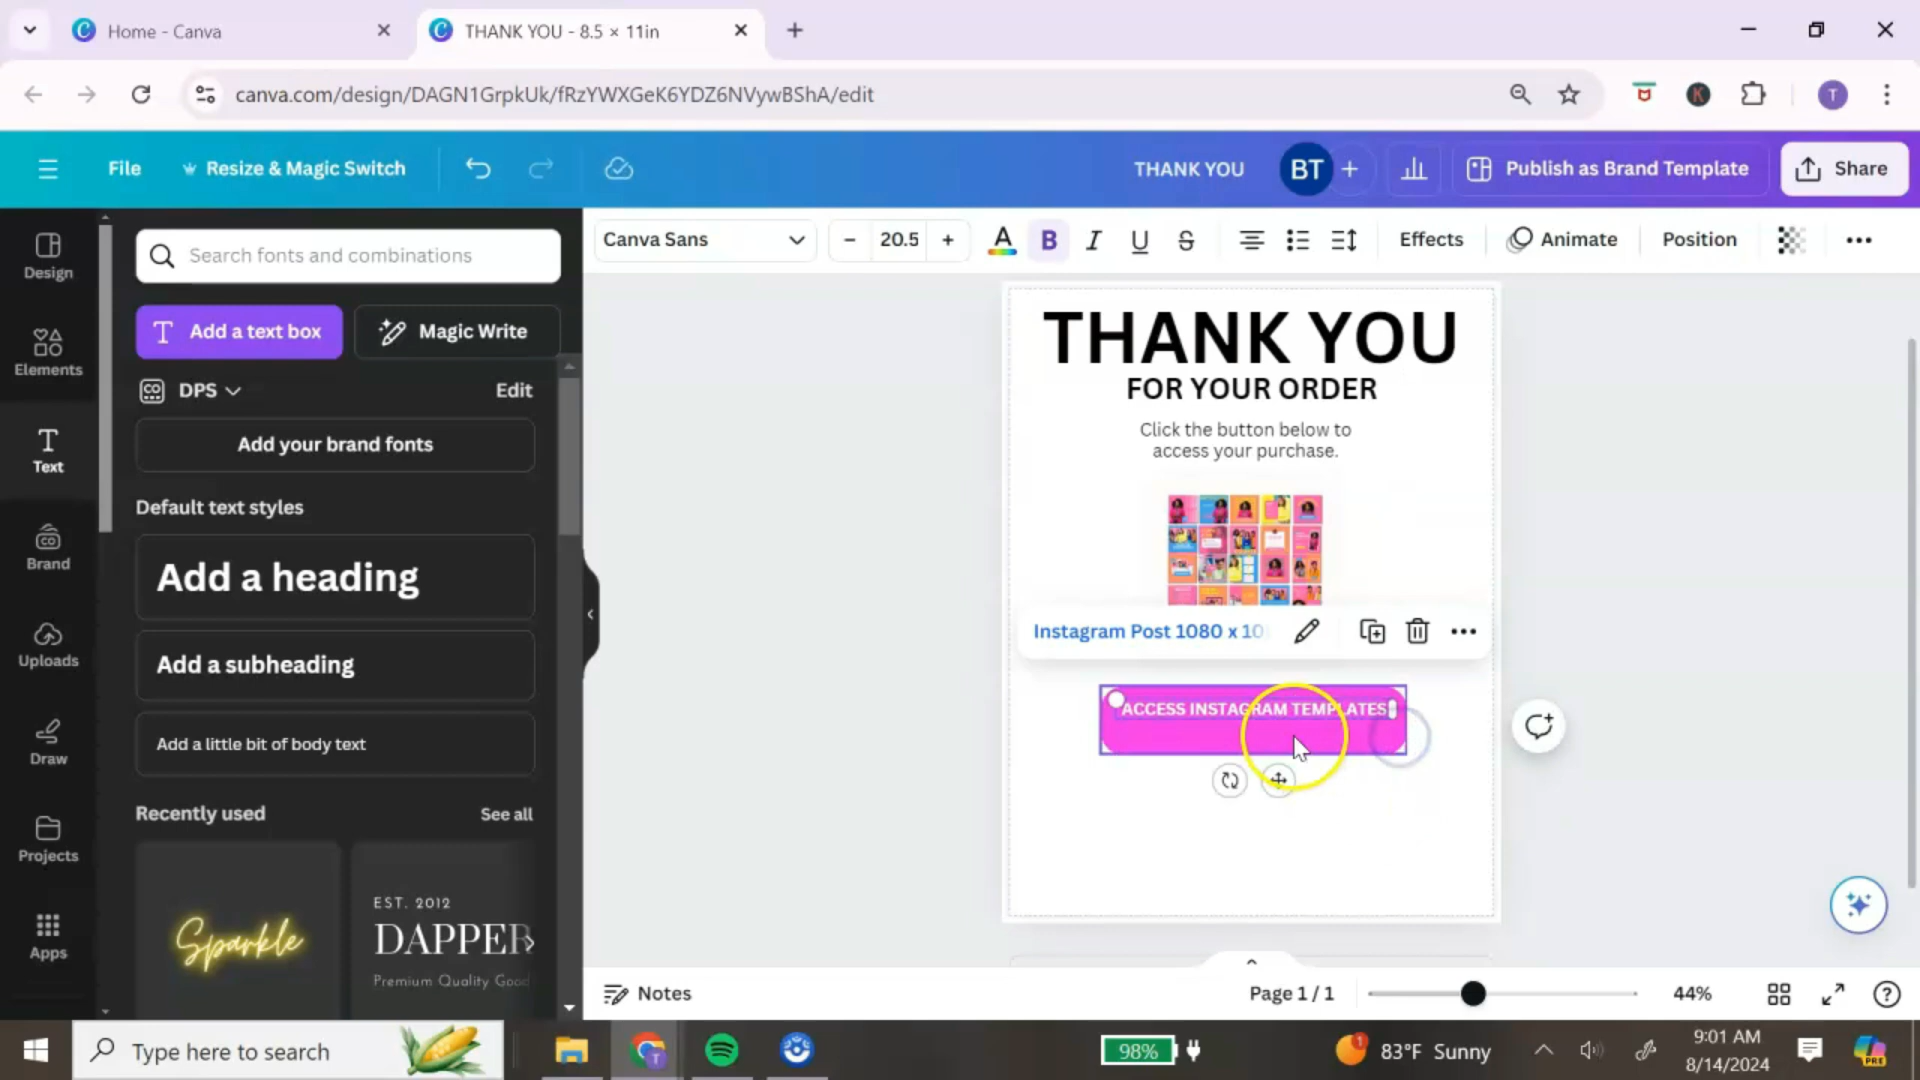 Home - Canva
THANK YOU - 8.5 × 11in
canva.com/design/DAGN1GrpkUk/fRzYWXGeK6YDZ6NVywBShA/edit
T
File
Resize & Magic Switch
THANK YOU
BT
Publish as Brand Template
Share
Design
Elements
Text
Brand
Uploads
Draw
Projects
Apps
Search fonts and combinations
Add a text box
Magic Write
DPS
Edit
Add your brand fonts
Default text styles
Add a heading
Add a subheading
Add a little bit of body text
Recently used
See all
Sparkle
EST. 2012
DAPPER
Premium Quality Good
Canva Sans
20.5
Effects
Animate
Position
THANK YOU
FOR YOUR ORDER
Click the button below to
access your purchase.
Instagram Post 1080 x 10
ACCESS INSTAGRAM TEMPLATES
Notes
Page 1 / 1
44%
Type here to search
98%
83°F Sunny
9:01 AM
8/14/2024
PRE